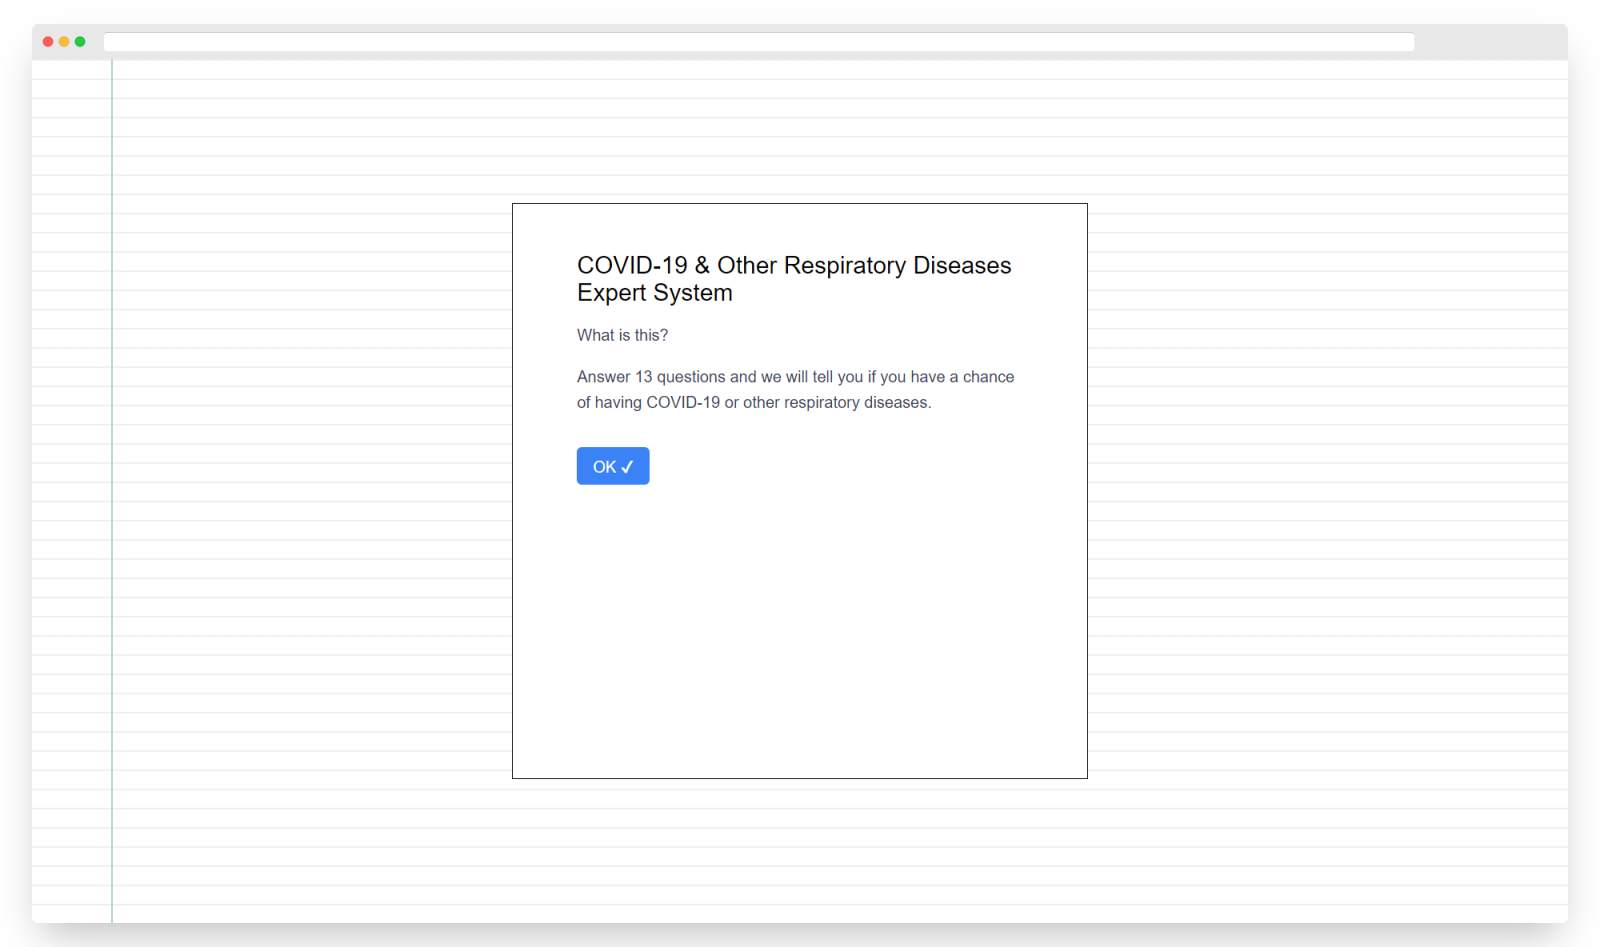 COVID-19 & Other Respiratory Diseases
Expert System
What is this?
Answer 13 questions and we will tell you if you have a chance
of having COVID-19 or other respiratory diseases.
OK ✓